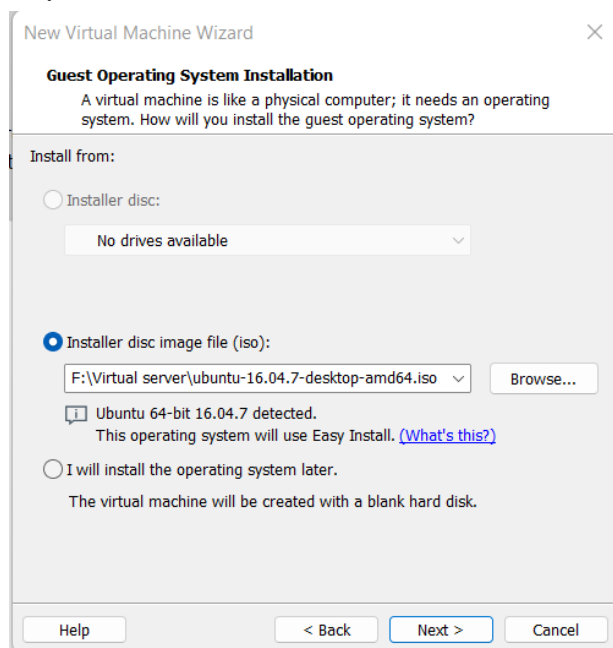 New Virtual Machine Wizard
Guest Operating System Installation
A virtual machine is like a physical computer; it needs an operating
system. How will you install the guest operating system?
Install from:
Installer disc:
No drives available
Installer disc image file (iso):
F:\Virtual server\ubuntu-16.04.7-desktop-amd64.iso
Browse...
Ubuntu 64-bit 16.04.7 detected.
This operating system will use Easy Install. (What's this?)
I will install the operating system later.
The virtual machine will be created with a blank hard disk.
Help
< Back
Next >
Cancel